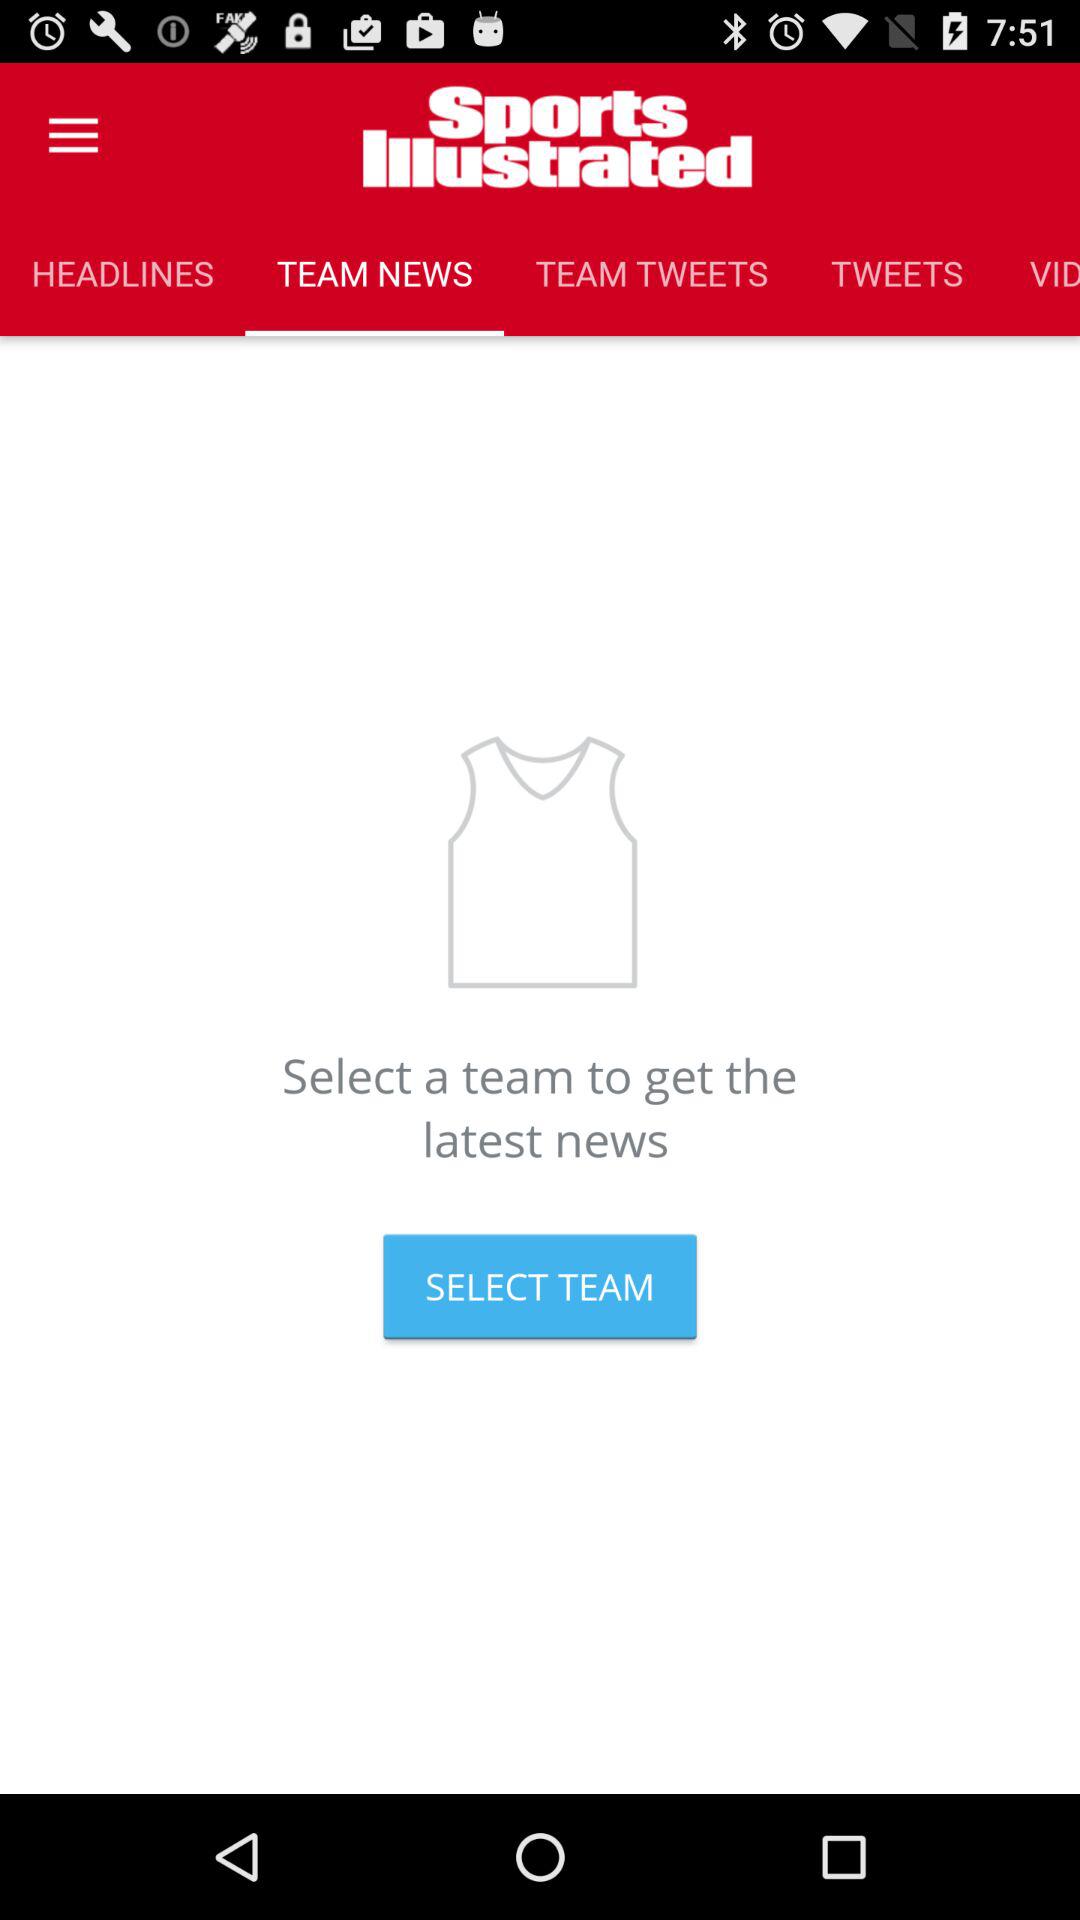 FAKE
7:51
Sports
Illustrated
HEADLINES TEAM NEWS TEAM TWEETS TWEETS VID
Select a team to get the
latest news
SELECT TEAM